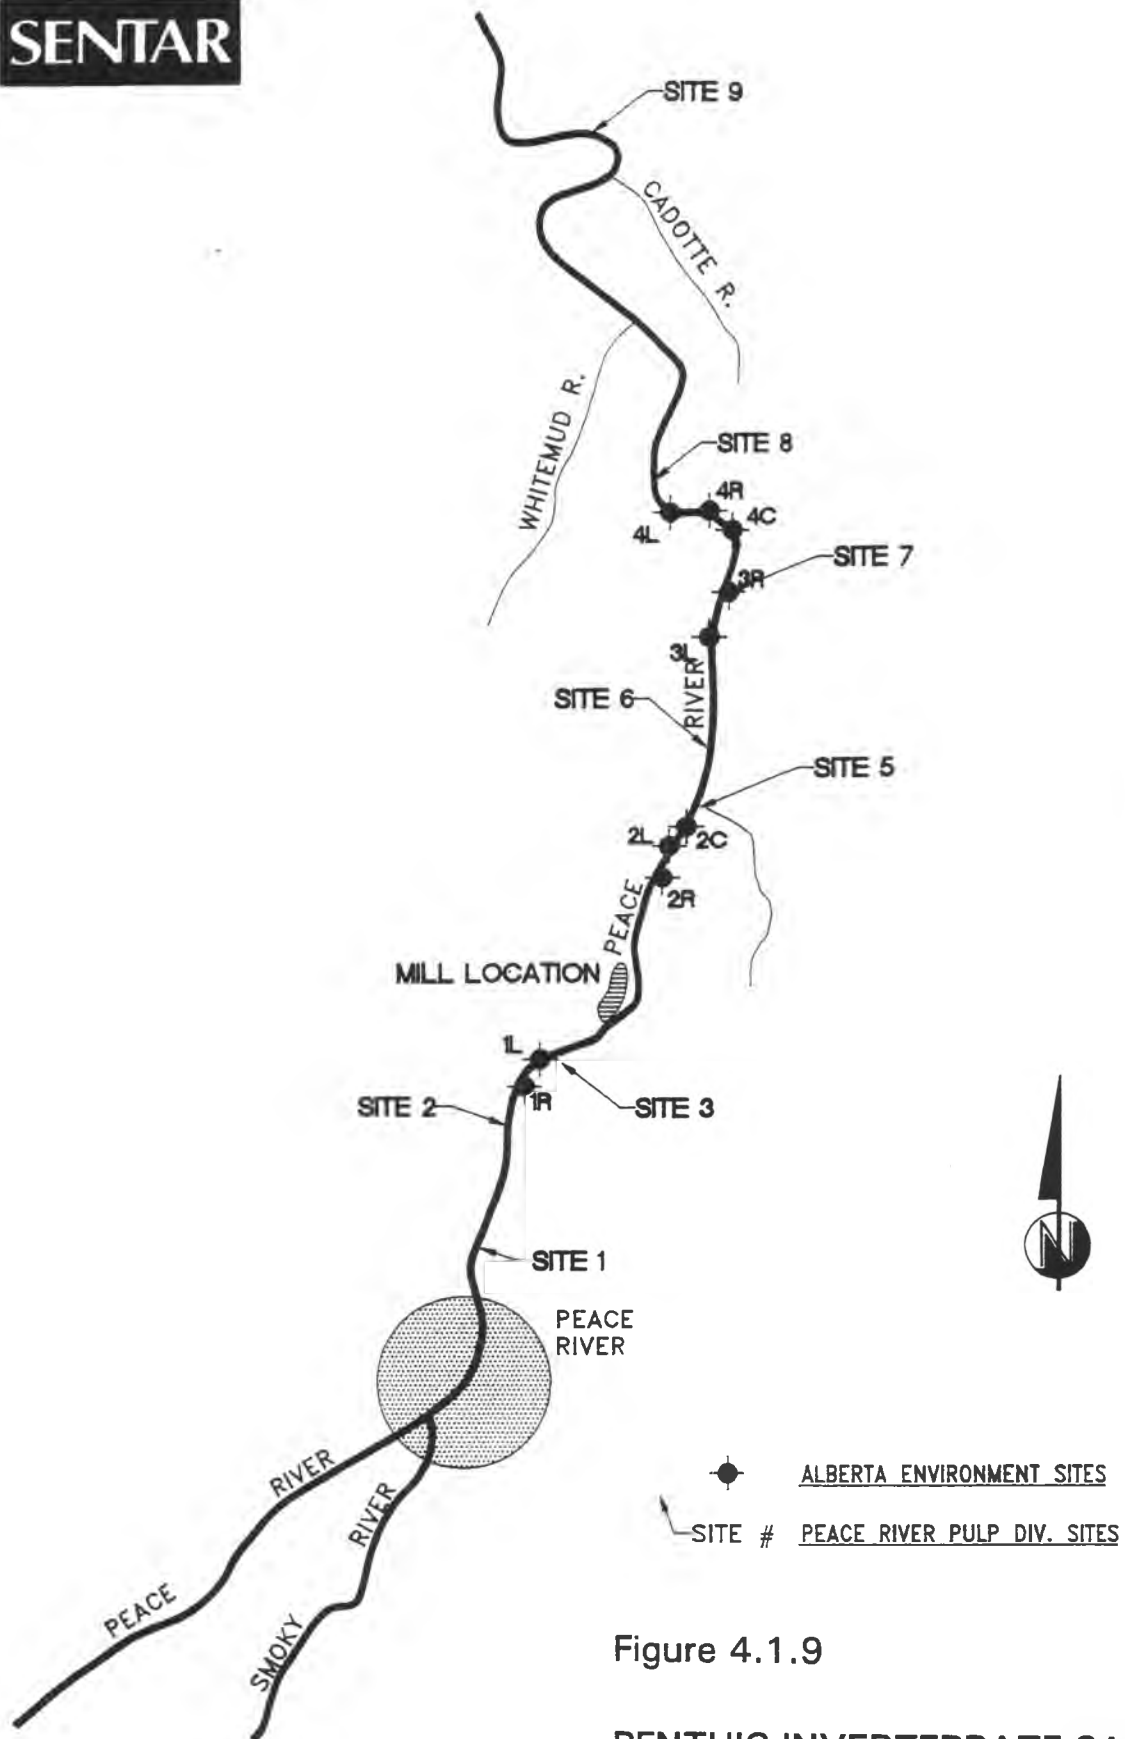 SENTAR
SITE 9
CADOTTE R.
WHITEMUD R.
SITE 8
4R
4L
4C
SITE 7
3R
3L
RIVER
SITE 6
SITE 5
2L
2C
2R
PEACE
MILL LOCATION
1L
1R
SITE 2
SITE 3
SITE 1
N
PEACE
RIVER
RIVER
RIVER
PEACE
SMOKY
ALBERTA ENVIRONMENT SITES
SITE # PEACE RIVER PULP DIV. SITES
Figure 4.1.9